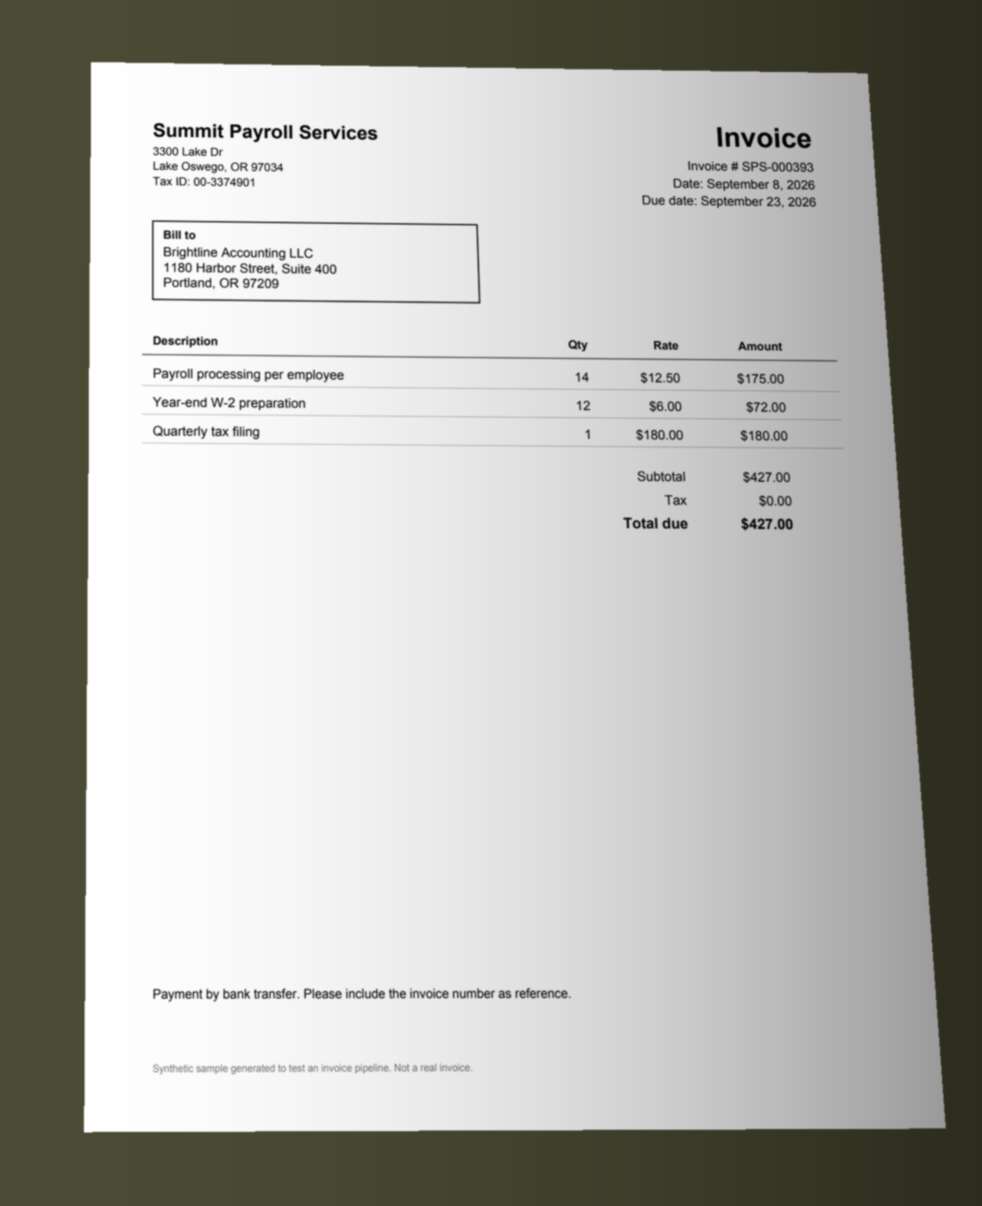 Summit Payroll Services
3300 Lake Dr
Lake Oswego, OR 97034
Tax ID: 00-3374901
Invoice
Invoice # SPS-000393
Date: September 8, 2026
Due date: September 23, 2026
Bill to
Brightline Accounting LLC
1180 Harbor Street, Suite 400
Portland, OR 97209
Description Qty Rate Amount
Payroll processing per employee 14 $12.50 $175.00
Year-end W-2 preparation 12 $6.00 $72.00
Quarterly tax filing 1 $180.00 $180.00
Subtotal $427.00
Tax $0.00
Total due $427.00
Payment by bank transfer. Please include the invoice number as reference.
Synthetic sample generated to test an invoice pipeline. Not a real invoice.